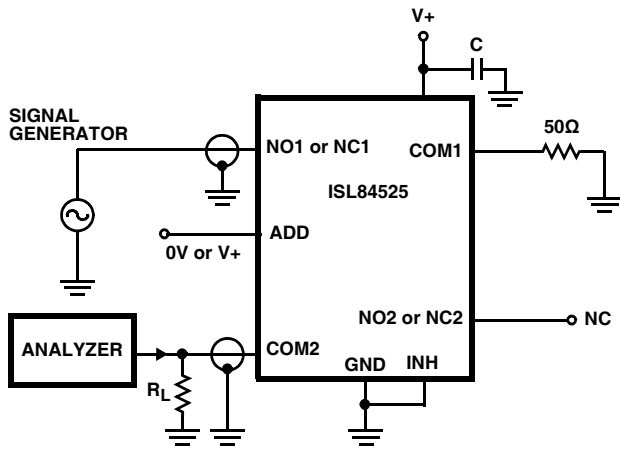 V+
C
SIGNAL
GENERATOR
50Ω
NO1 or NC1
COM1
ISL84525
ADD
0V or V+
NO2 or NC2
NC
ANALYZER
COM2
GND
INH
RL